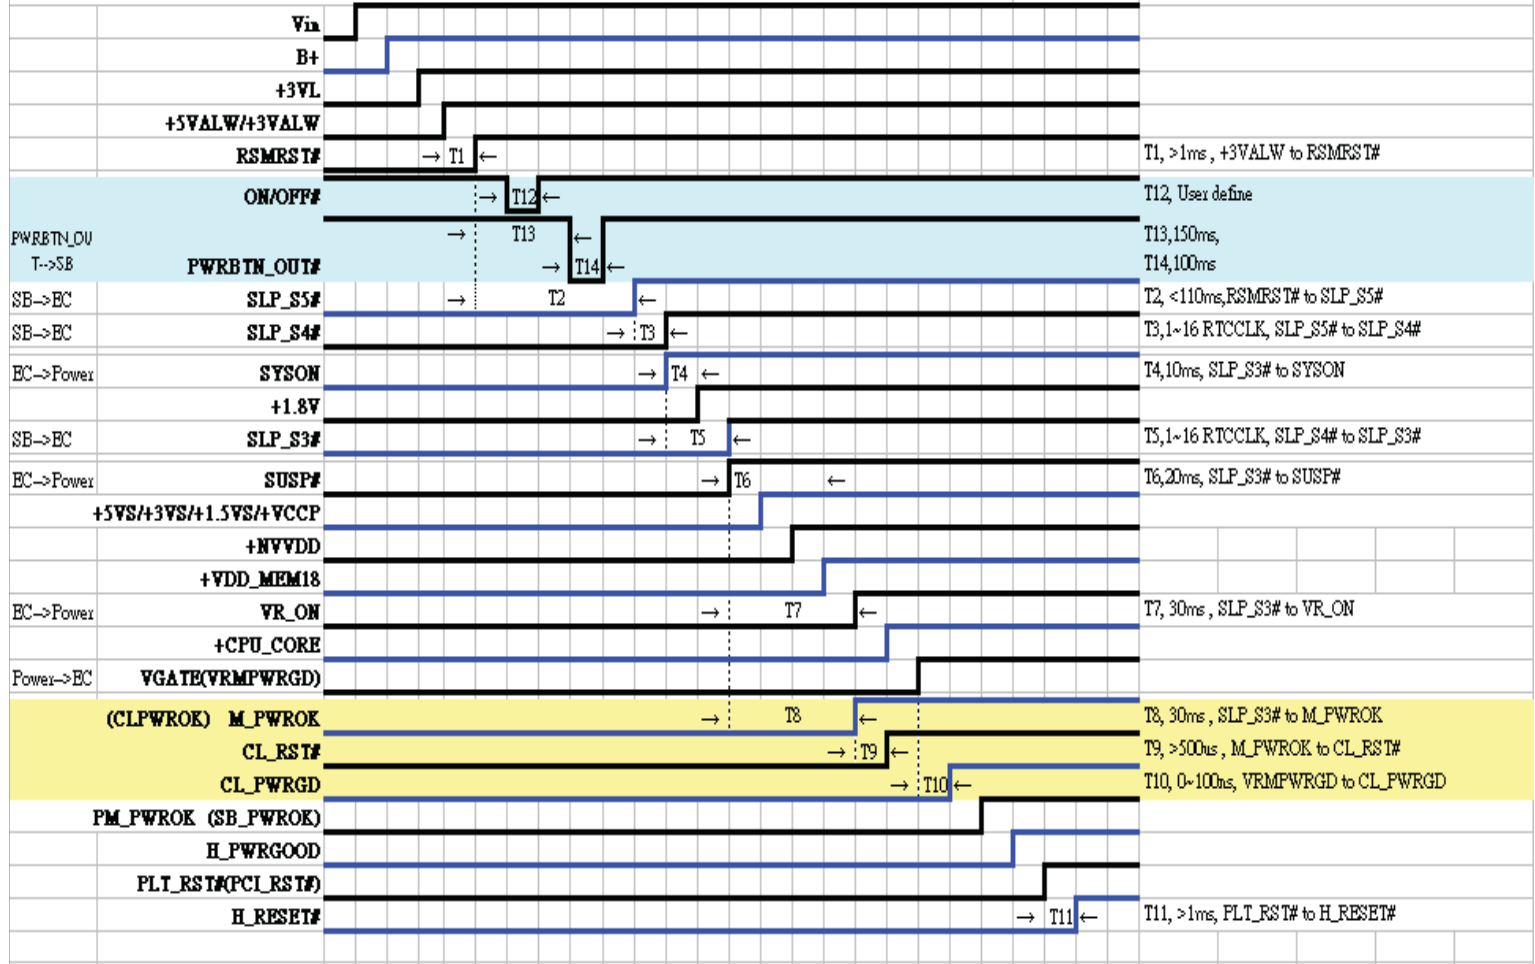 Vin
B+
+3VL
+5VALW/+3VALW
RSMRST# → T1 ← T1, >1ms , +3VALW to RSMRST#
ON/OFF# → T12 ← T12, User define
PWRBTN_OU → T13 ← T13,150ms,
T-->SB PWRBTN_OUT# → T14 ← T14,100ms
SB-->EC SLP_S5# → T2 ← T2, <110ms,RSMRST# to SLP_S5#
SB-->EC SLP_S4# → T3 ← T3,1~16 RTCCLK, SLP_S5# to SLP_S4#
EC-->Power SYSON → T4 ← T4,10ms, SLP_S3# to SYSON
+1.8V
SB-->EC SLP_S3# → T5 ← T5,1~16 RTCCLK, SLP_S4# to SLP_S3#
EC-->Power SUSP# → T6 ← T6,20ms, SLP_S3# to SUSP#
+5VS/+3VS/+1.5VS/+VCCP
+NVVDD
+VDD_MEM18
EC-->Power VR_ON → T7 ← T7, 30ms , SLP_S3# to VR_ON
+CPU_CORE
Power-->EC VGATE(VRMPWRGD)
(CLPWROK) M_PWROK → T8 ← T8, 30ms , SLP_S3# to M_PWROK
CL_RST# → T9 ← T9, >500us , M_PWROK to CL_RST#
CL_PWRGD → T10 ← T10, 0~100ns, VRMPWRGD to CL_PWRGD
PM_PWROK (SB_PWROK)
H_PWRGOOD
PLT_RST#(PCI_RST#)
H_RESET# → T11 ← T11, >1ms, PLT_RST# to H_RESET#